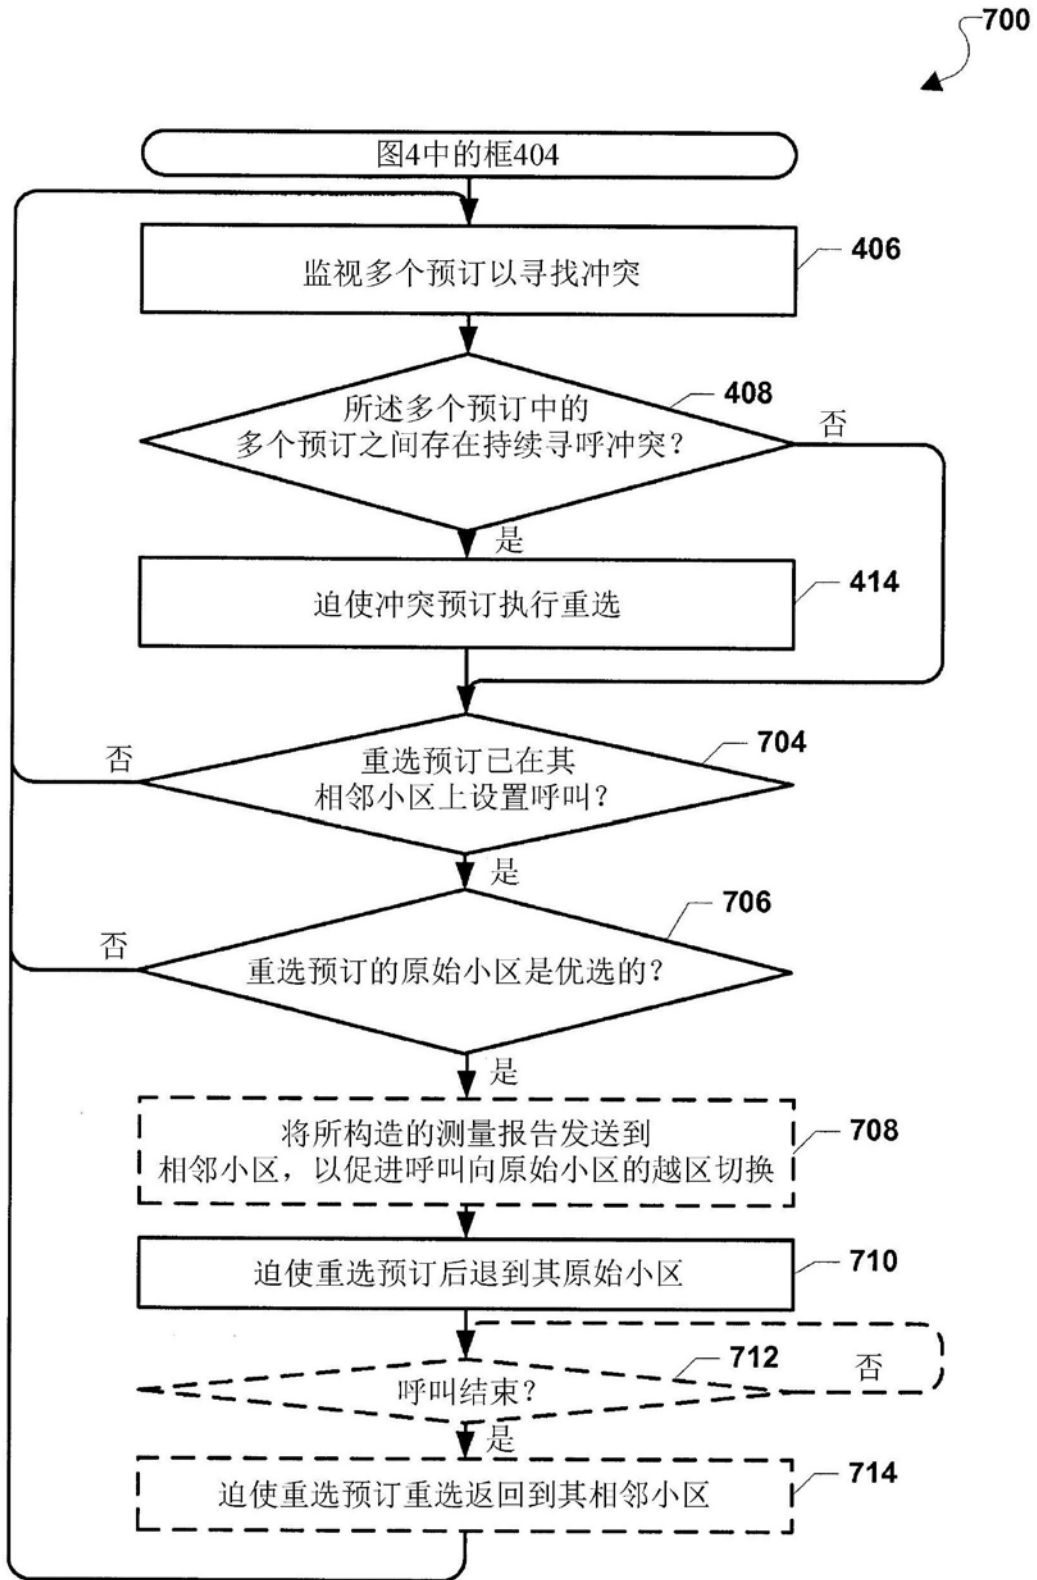 700
图4中的框404
监视多个预订以寻找冲突
406
所述多个预订中的
多个预订之间存在持续寻呼冲突？
408
否
是
迫使冲突预订执行重选
414
重选预订已在其
相邻小区上设置呼叫？
704
否
是
重选预订的原始小区是优选的？
706
否
是
将所构造的测量报告发送到
相邻小区，以促进呼叫向原始小区的越区切换
708
迫使重选预订后退到其原始小区
710
呼叫结束？
712
否
是
迫使重选预订重选返回到其相邻小区
714